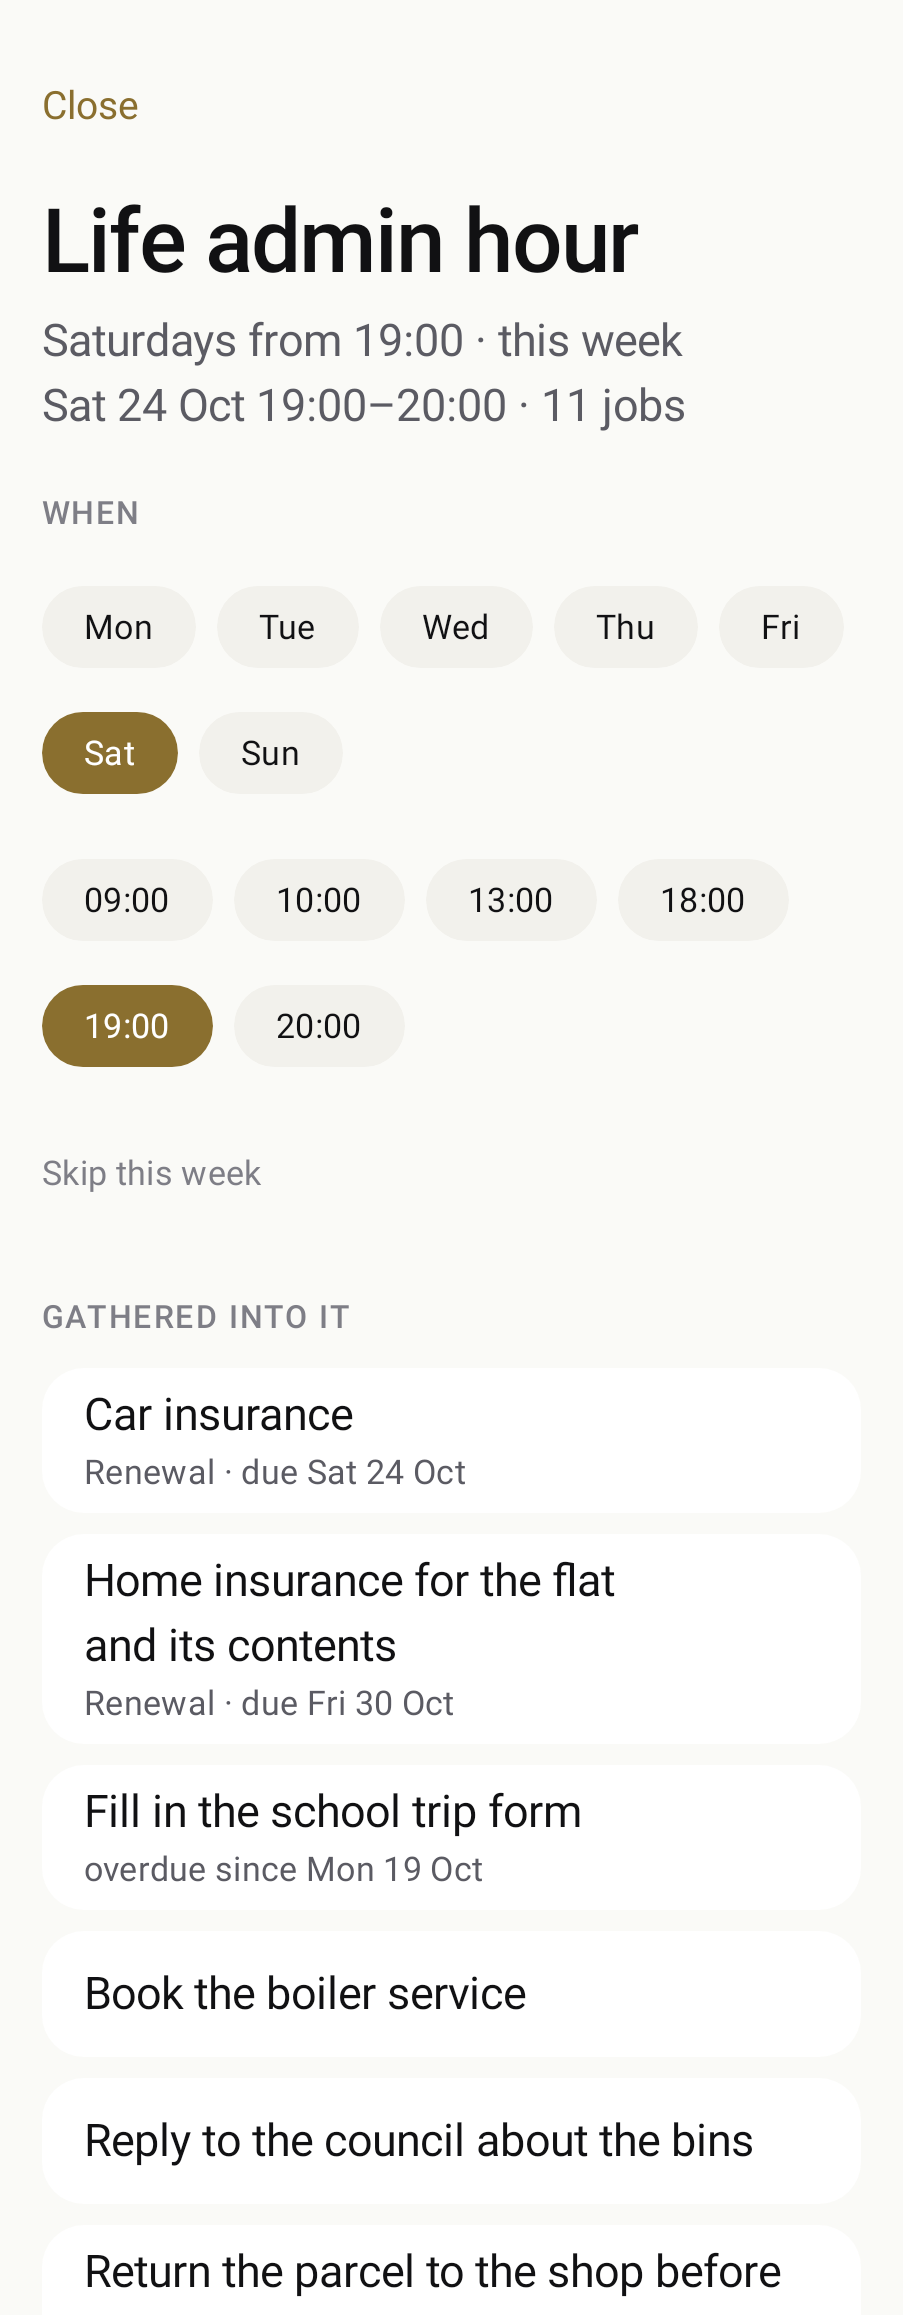 Close
Life admin hour
Saturdays from 19:00 · this week
Sat 24 Oct 19:00–20:00 · 11 jobs
WHEN
Mon Tue Wed Thu Fri
Sat Sun
09:00 10:00 13:00 18:00
19:00 20:00
Skip this week
GATHERED INTO IT
Car insurance
Renewal · due Sat 24 Oct
Home insurance for the flat
and its contents
Renewal · due Fri 30 Oct
Fill in the school trip form
overdue since Mon 19 Oct
Book the boiler service
Reply to the council about the bins
Return the parcel to the shop before